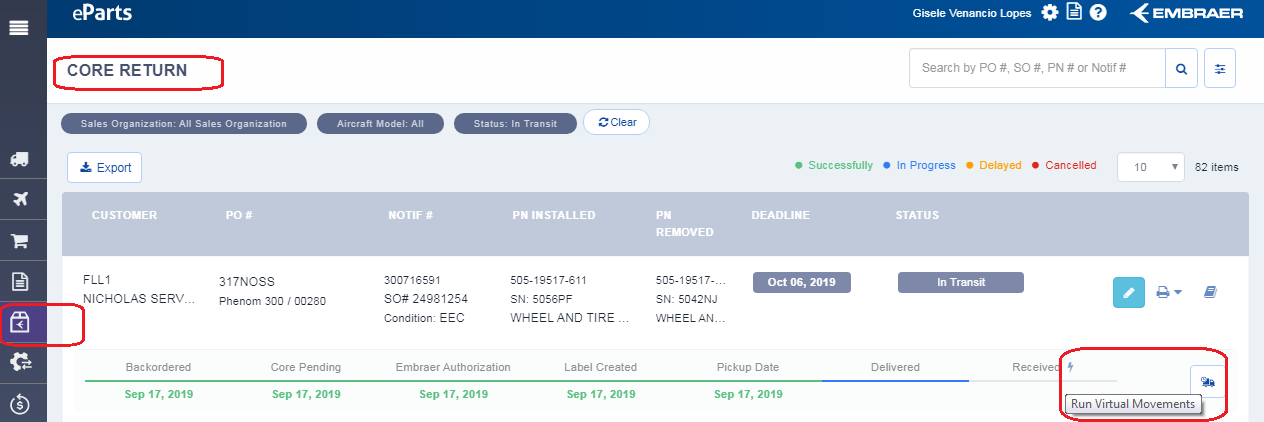 eParts
Gisele Venancio Lopes
EMBRAER
CORE RETURN
Search by PO #, SO #, PN # or Notif #
Sales Organization: All Sales Organization
Aircraft Model: All
Status: In Transit
Clear
Export
Successfully
In Progress
Delayed
Cancelled
10
82 items
CUSTOMER
PO #
NOTIF #
PN INSTALLED
PN
REMOVED
DEADLINE
STATUS
FLL1
NICHOLAS SERV...
317NOSS
Phenom 300 / 00280
300716591
SO# 24981254
Condition: EEC
505-19517-611
SN: 5056PF
WHEEL AND TIRE ...
505-19517-...
SN: 5042NJ
WHEEL AN...
Oct 06, 2019
In Transit
Backordered
Core Pending
Embraer Authorization
Label Created
Pickup Date
Delivered
Received
Sep 17, 2019
Sep 17, 2019
Sep 17, 2019
Sep 17, 2019
Sep 17, 2019
Run Virtual Movements